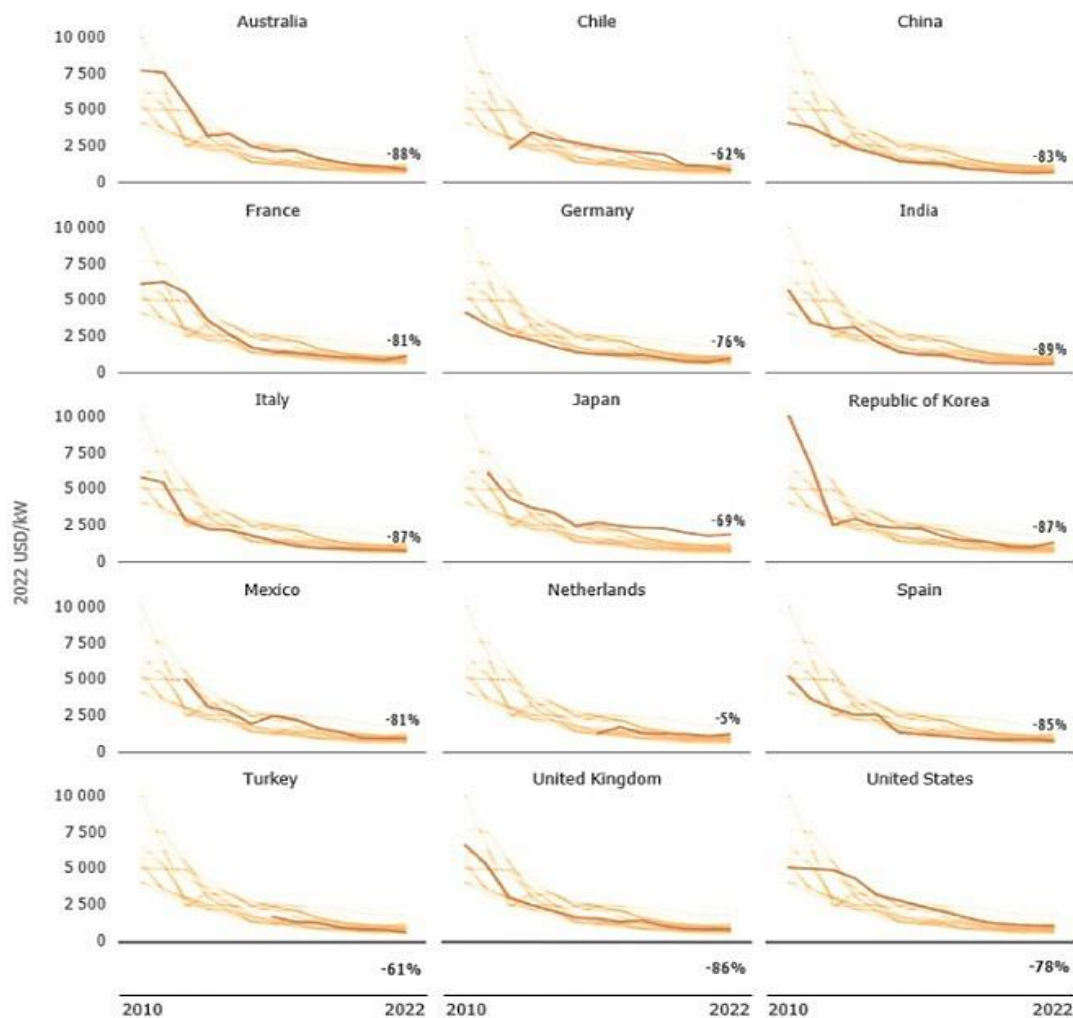 Australia Chile China
10 000
7 500
5 000
2 500
-88% -62% -83%
0
France Germany India
10 000
7 500
5 000
2 500
-81% -76% -89%
0
Italy Japan Republic of Korea
10 000
7 500
5 000
2 500
-87% -69% -87%
0
2022 USD/kW
Mexico Netherlands Spain
10 000
7 500
5 000
2 500
-81% -5% -85%
0
Turkey United Kingdom United States
10 000
7 500
5 000
2 500
0
-61% -86% -78%
2010 2022 2010 2022 2010 2022